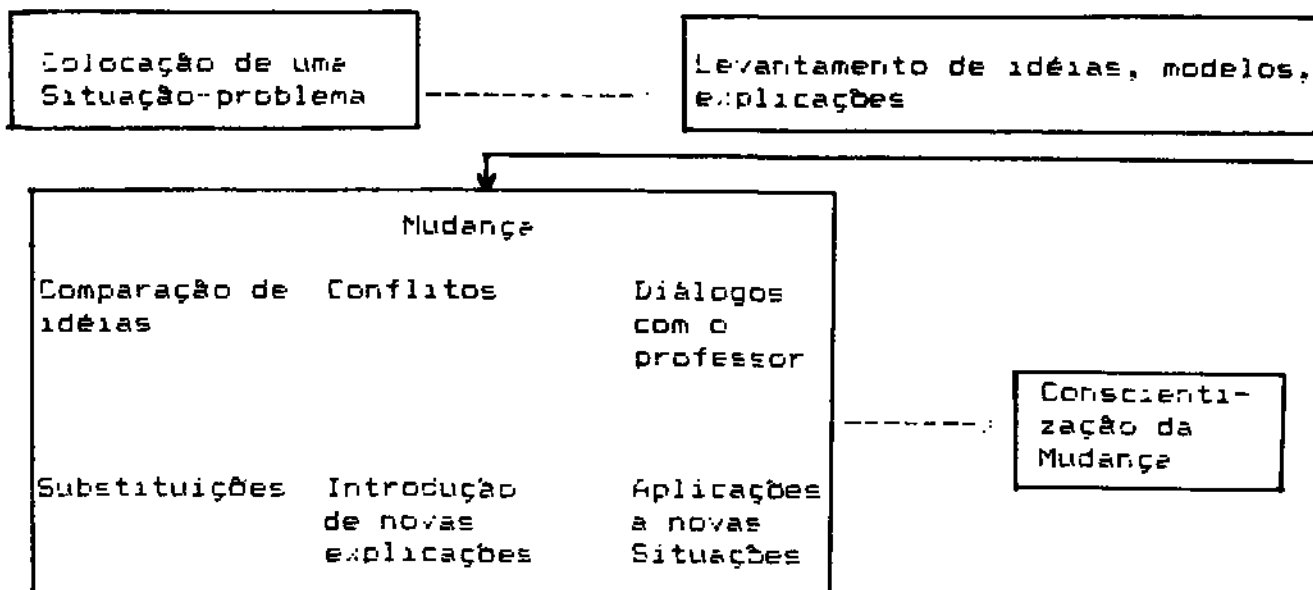 Colocação de uma
Situação-problema
Levantamento de idéias, modelos,
explicações
Mudança
Comparação de
idéias
Conflitos
Diálogos
com o
professor
Substituições
Introdução
de novas
explicações
Aplicações
a novas
Situações
Conscienti-
zação da
Mudança